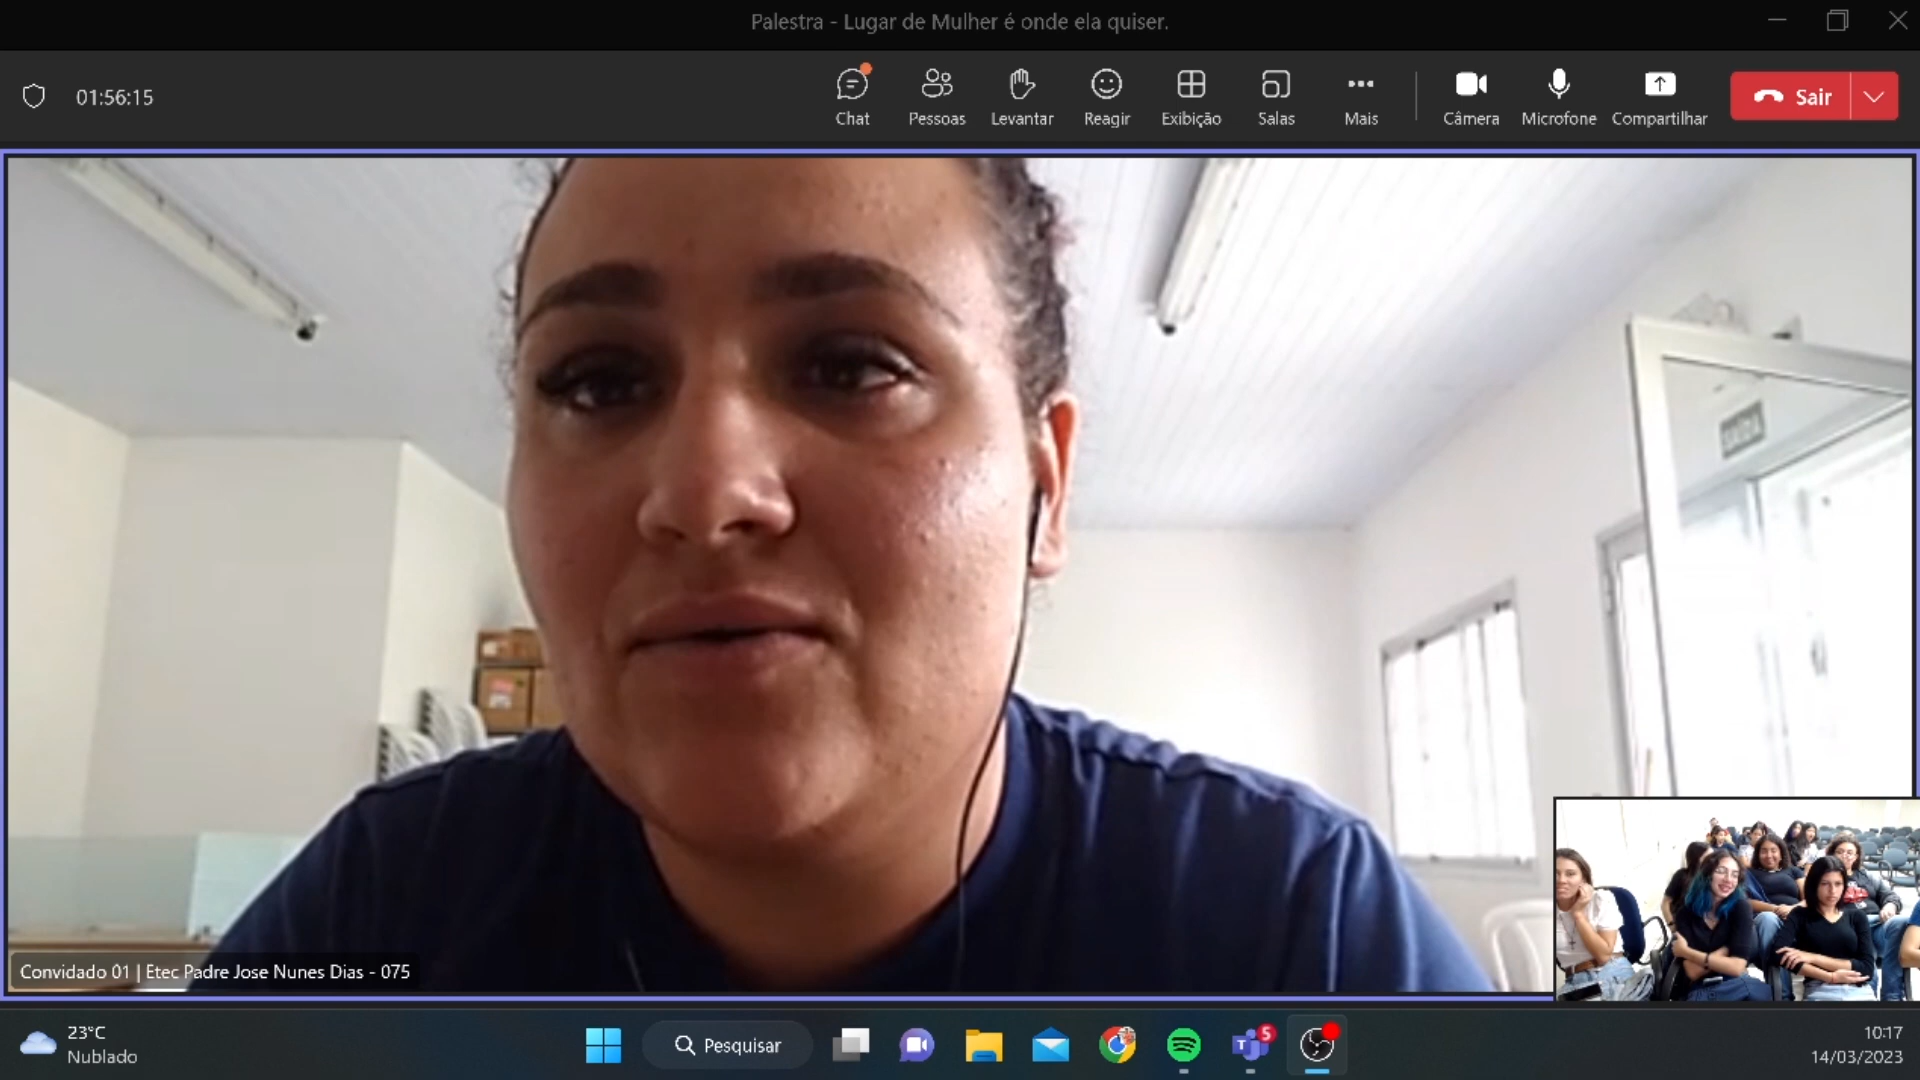 Palestra - Lugar de Mulher é onde ela quiser.
01:56:15
Chat
Pessoas
Levantar
Reagir
Exibição
Salas
Mais
Câmera
Microfone
Compartilhar
Sair
SAÍDA
Convidado 01 | Etec Padre Jose Nunes Dias - 075
23°C
Nublado
Pesquisar
5
10:17
14/03/2023